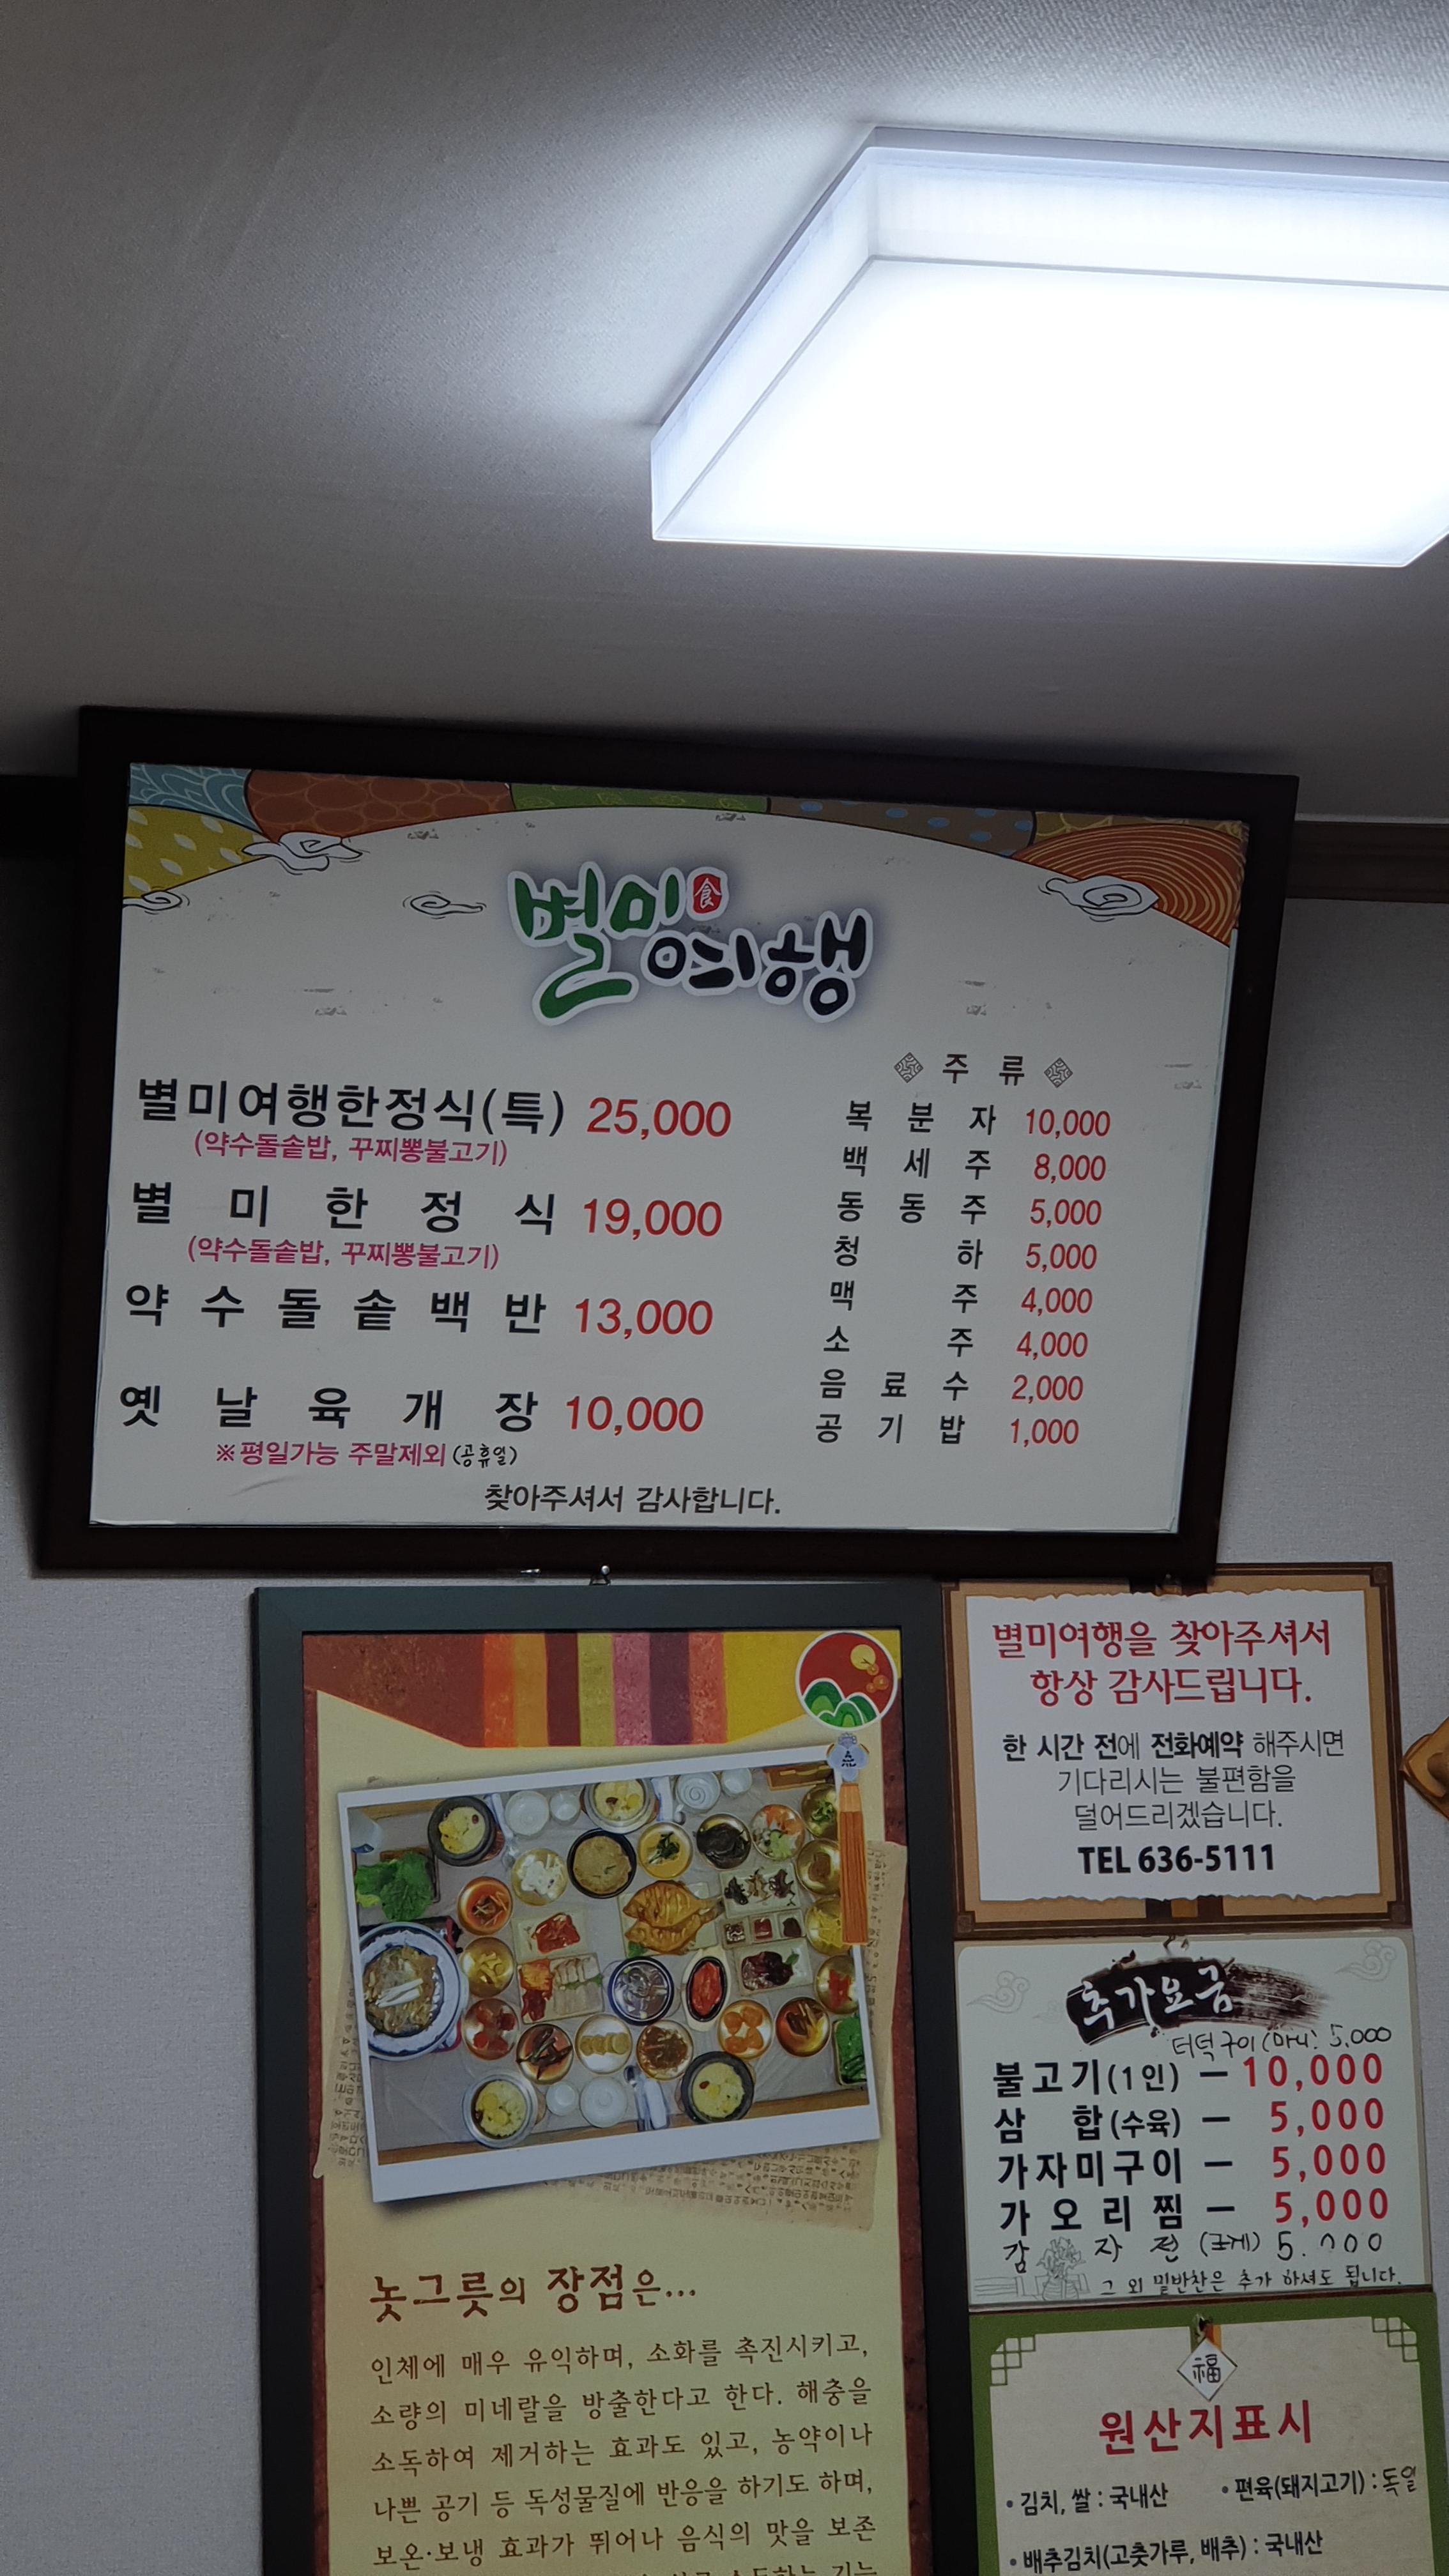 별미食여행
별미여행한정식(특) 25,000
(약수돌솥밥, 꾸찌뽕불고기)
별미한정식 19,000
(약수돌솥밥, 꾸찌뽕불고기)
약수돌솥백반 13,000
옛날육개장 10,000
※평일가능 주말제외(공휴일)
주류
복분자 10,000
백세주 8,000
동동주 5,000
청하 5,000
맥주 4,000
소주 4,000
음료수 2,000
공기밥 1,000
찾아주셔서 감사합니다.
놋그릇의 장점은...
인체에 매우 유익하며, 소화를 촉진시키고,
소량의 미네랄을 방출한다고 한다. 해충을
소독하여 제거하는 효과도 있고, 농약이나
나쁜 공기 등 독성물질에 반응을 하기도 하며,
보온·보냉 효과가 뛰어나 음식의 맛을 보존
별미여행을 찾아주셔서
항상 감사드립니다.
한 시간 전에 전화예약 해주시면
기다리시는 불편함을
덜어드리겠습니다.
TEL 636-5111
추가요금
더덕구이 5,000
불고기(1인) - 10,000
삼합(수육) - 5,000
가자미구이 - 5,000
가오리찜 - 5,000
감자전 5.000
그 외 밑반찬은 추가 하셔도 됩니다.
福
원산지표시
• 김치, 쌀 : 국내산 • 편육(돼지고기) : 독일
• 배추김치(고춧가루, 배추) : 국내산